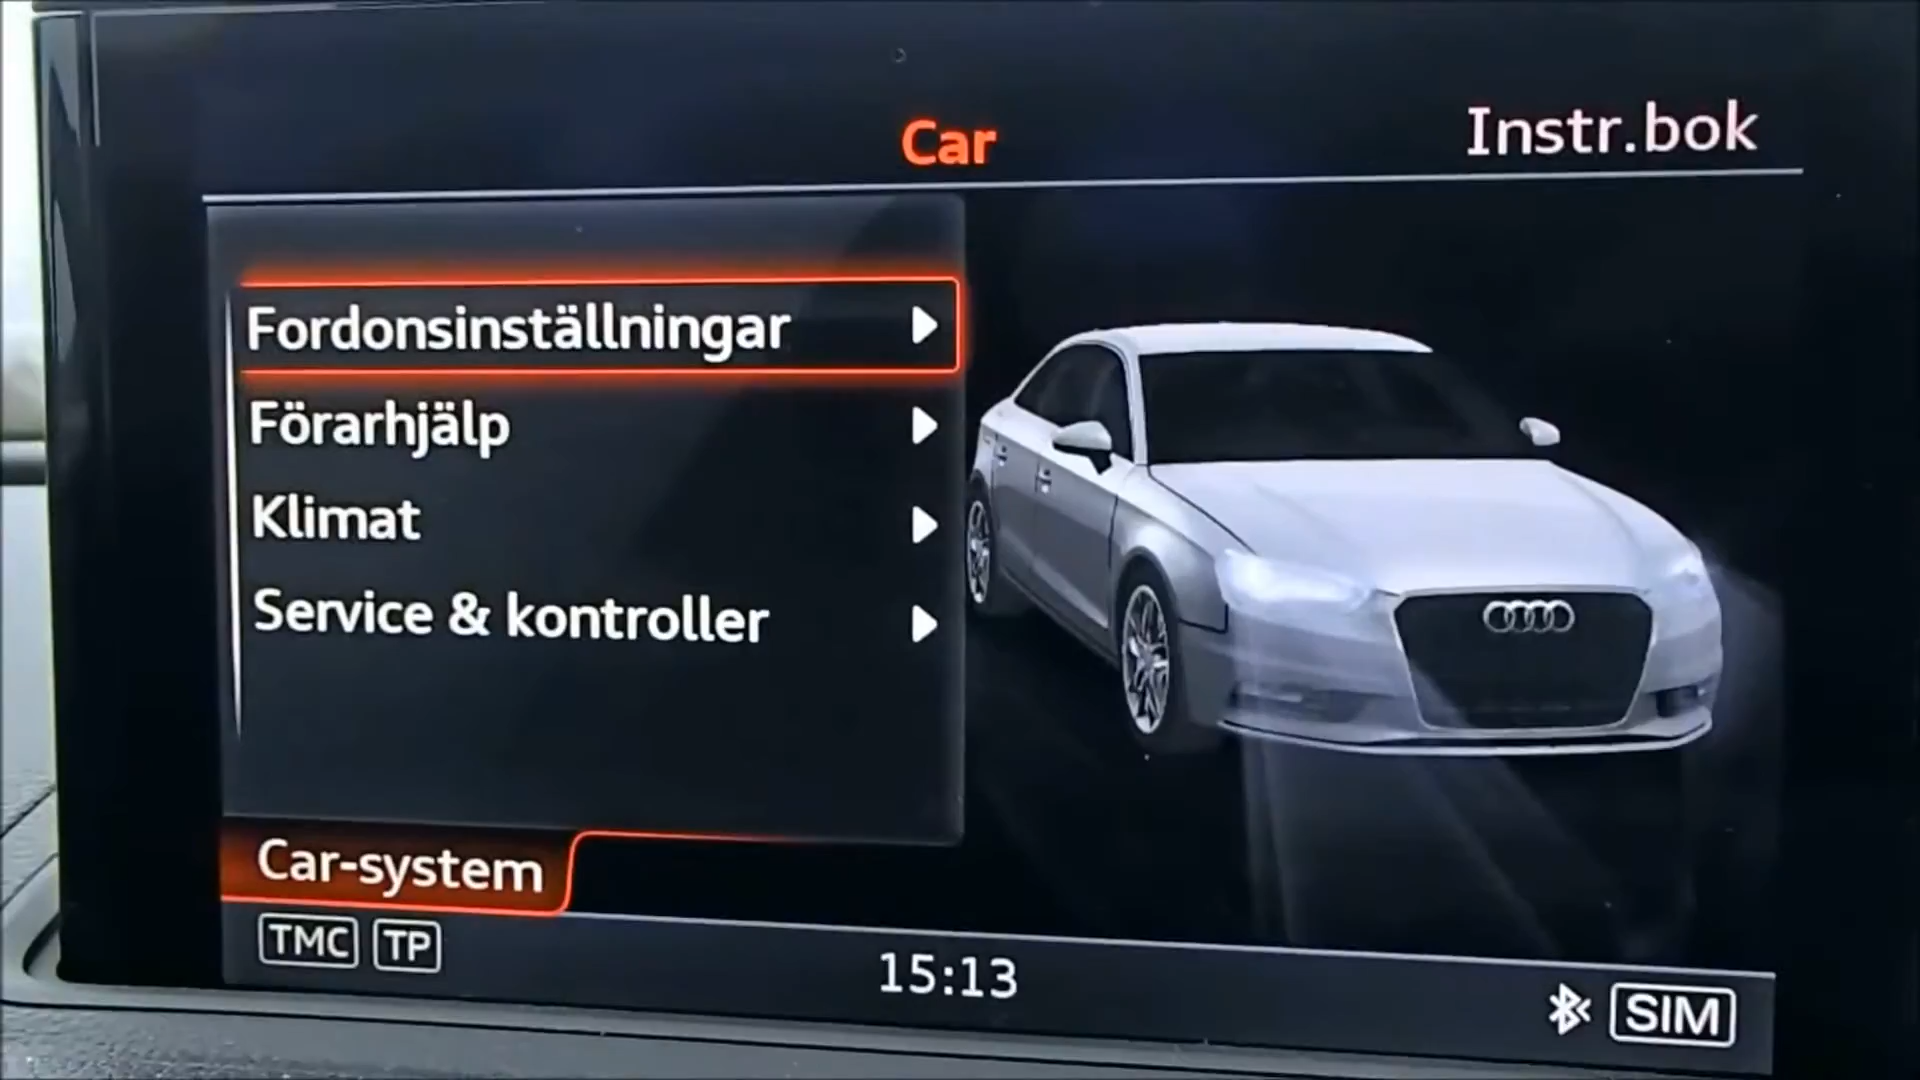 Car
Instr.bok
Fordonsinställningar
Förarhjälp
Klimat
Service & kontroller
Car-system
TMC TP
15:13
SIM